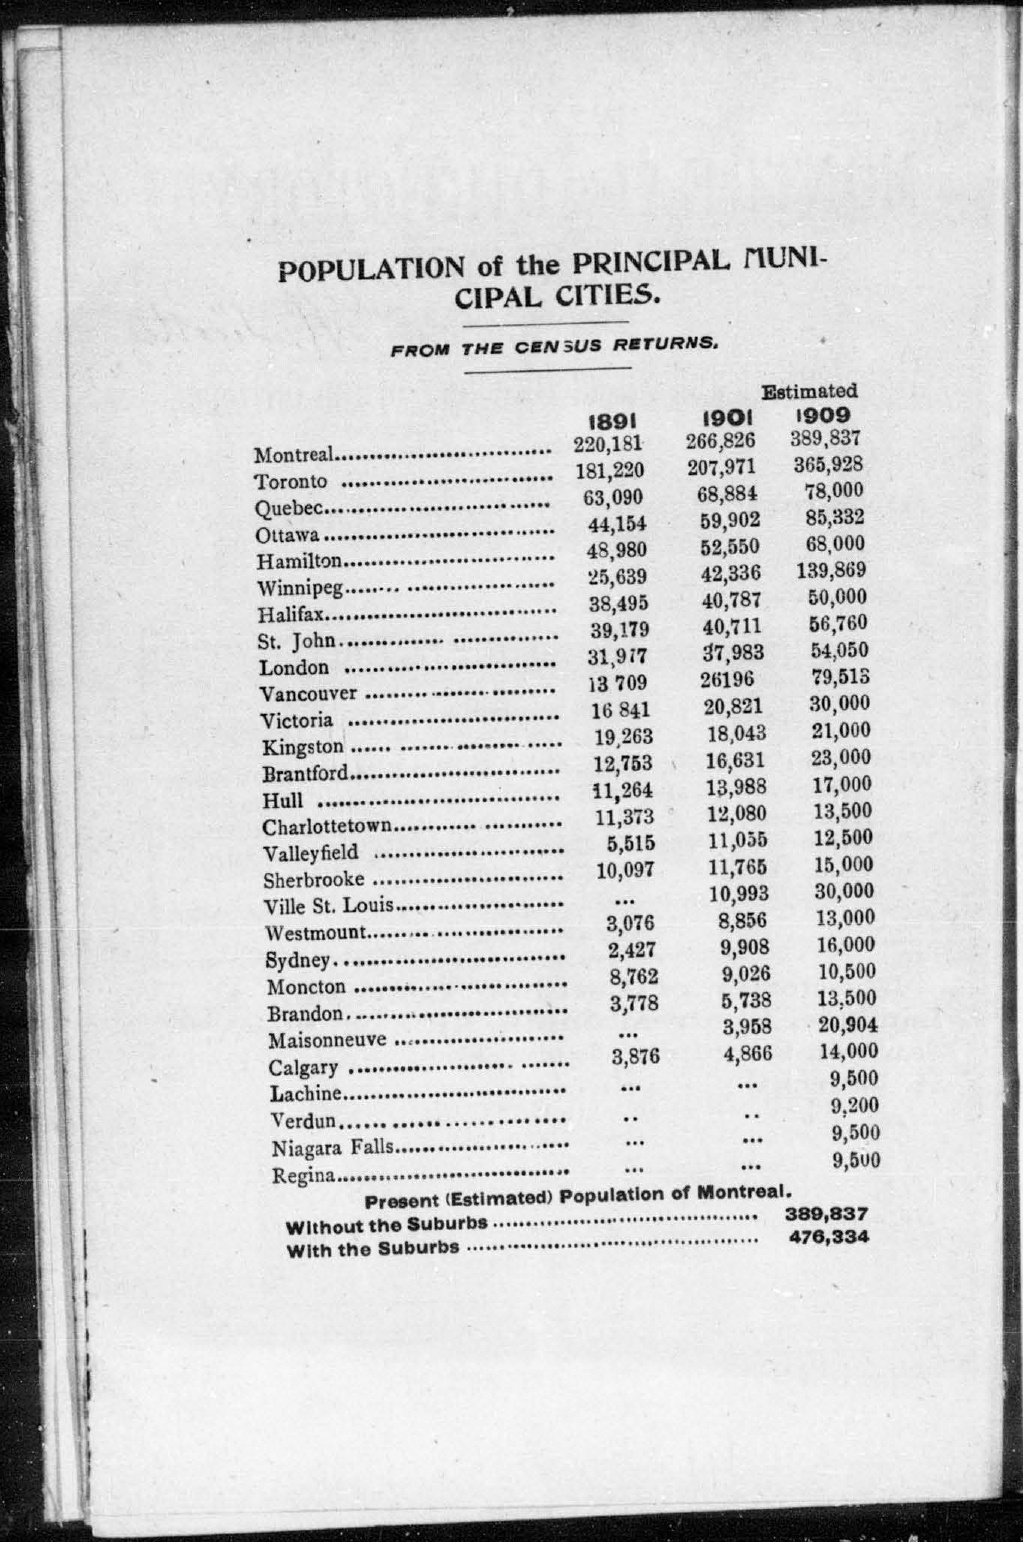 POPULATION of the PRINCIPAL MUNI-
CIPAL CITIES.
FROM THE CENSUS RETURNS.
Estimated
1891 1901 1909
Montreal................................ 220,181 266,826 389,837
Toronto ................................ 181,220 207,971 365,928
Quebec................................ 63,090 68,884 78,000
Ottawa................................ 44,154 59,902 85,332
Hamilton................................ 48,980 52,550 68,000
Winnipeg................................ 25,639 42,336 139,869
Halifax................................ 38,495 40,787 50,000
St. John................................ 39,179 40,711 56,760
London ................................ 31,977 37,983 54,050
Vancouver ................................ 13 709 26196 79,513
Victoria ................................ 16 841 20,821 30,000
Kingston................................ 19,263 18,043 21,000
Brantford................................ 12,753 16,631 23,000
Hull ................................ 11,264 13,988 17,000
Charlottetown................................ 11,373 12,080 13,500
Valleyfield ................................ 5,515 11,055 12,500
Sherbrooke ................................ 10,097 11,765 15,000
Ville St. Louis................................ ... 10,993 30,000
Westmount................................ 3,076 8,856 13,000
Sydney................................ 2,427 9,908 16,000
Moncton ................................ 8,762 9,026 10,500
Brandon................................ 3,778 5,738 13,500
Maisonneuve ................................ ... 3,958 20,904
Calgary ................................ 3,876 4,866 14,000
Lachine................................ ... ... 9,500
Verdun................................ .. .. 9,200
Niagara Falls................................ ... ... 9,500
Regina................................ ... ... 9,500
Present (Estimated) Population of Montreal.
Without the Suburbs ................................ 389,837
With the Suburbs ................................ 476,334